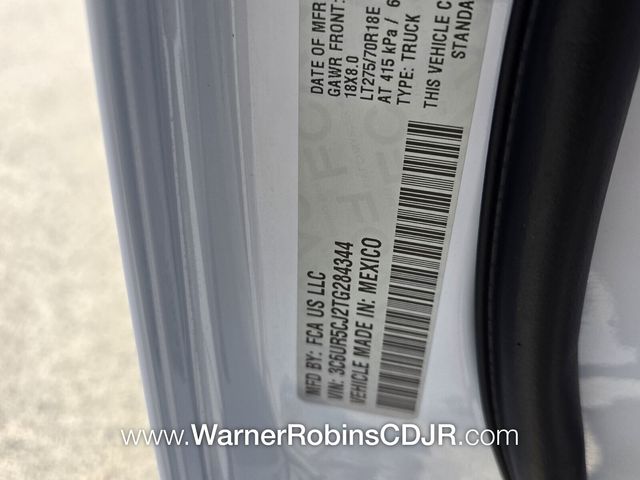 MFD BY: FCA US LLC
DATE OF MFR
VIN: 3C6UR5CJ2TG284344
GAWR FRONT:
VEHICLE MADE IN: MEXICO
18X8.0
LT275/70R18E
AT 415 kPa / 6
TYPE: TRUCK
THIS VEHICLE C
STANDA
www.WarnerRobinsCDJR.com